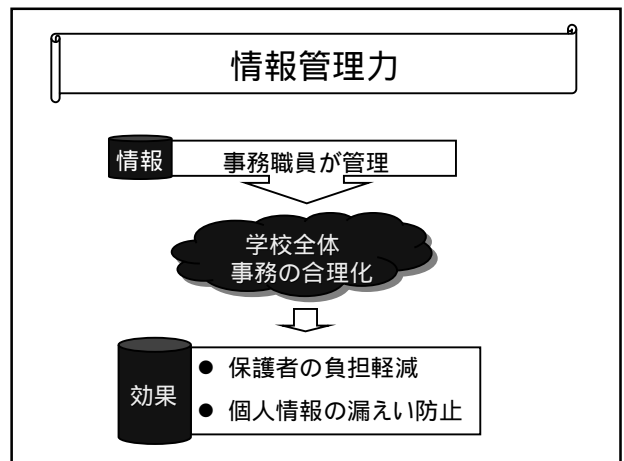 情報管理力
情報
事務職員が管理
学校全体
事務の合理化
効果
● 保護者の負担軽減
● 個人情報の漏えい防止